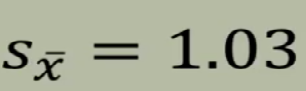 s_x̄ = 1.03